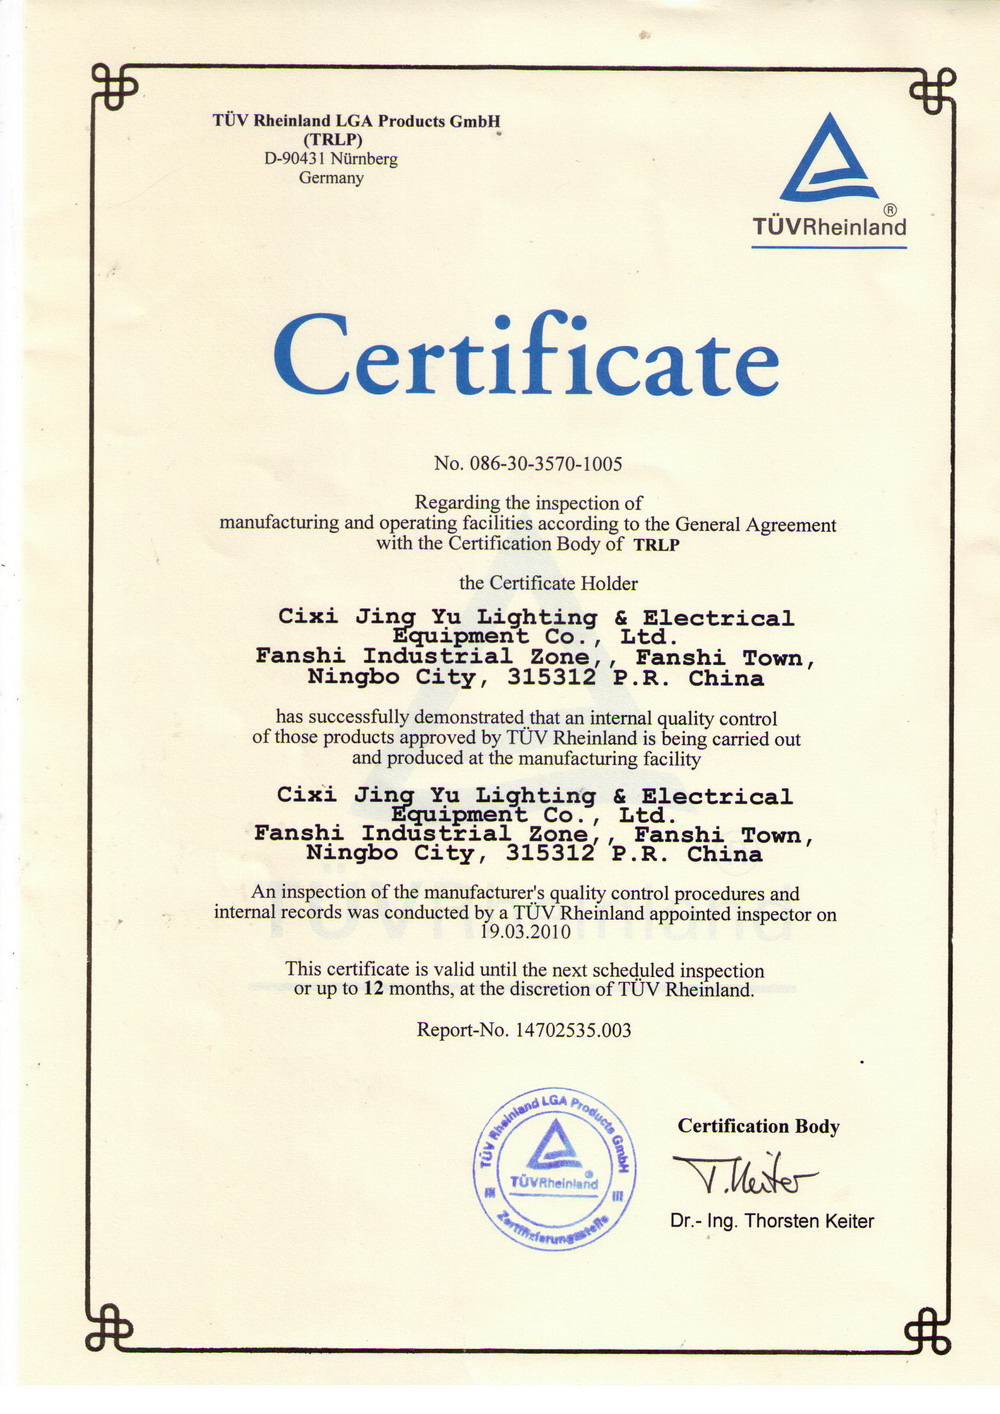 TÜV Rheinland LGA Products GmbH
(TRLP)
D-90431 Nürnberg
Germany
®
TÜVRheinland
Certificate
No. 086-30-3570-1005
Regarding the inspection of
manufacturing and operating facilities according to the General Agreement
with the Certification Body of TRLP
the Certificate Holder
Cixi Jing Yu Lighting & Electrical
Equipment Co., Ltd.
Fanshi Industrial Zone,, Fanshi Town,
Ningbo City, 315312 P.R. China
has successfully demonstrated that an internal quality control
of those products approved by TÜV Rheinland is being carried out
and produced at the manufacturing facility
Cixi Jing Yu Lighting & Electrical
Equipment Co., Ltd.
Fanshi Industrial Zone,, Fanshi Town,
Ningbo City, 315312 P.R. China
An inspection of the manufacturer's quality control procedures and
internal records was conducted by a TÜV Rheinland appointed inspector on
19.03.2010
This certificate is valid until the next scheduled inspection
or up to 12 months, at the discretion of TÜV Rheinland.
Report-No. 14702535.003
TÜV Rheinland LGA Products GmbH
TÜVRheinland®
Zertifizierungsstelle
Certification Body
T. Keiter
Dr.- Ing. Thorsten Keiter